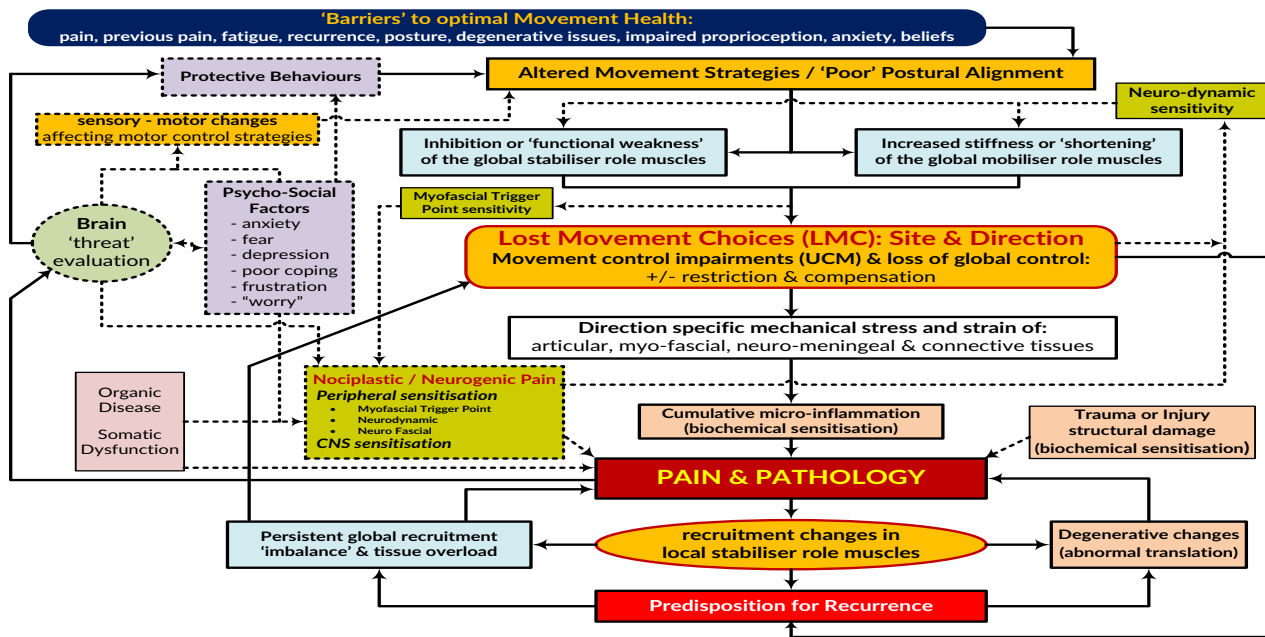 'Barriers' to optimal Movement Health:
pain, previous pain, fatigue, recurrence, posture, degenerative issues, impaired proprioception, anxiety, beliefs
Protective Behaviours
Altered Movement Strategies / 'Poor' Postural Alignment
Neuro-dynamic
sensitivity
sensory - motor changes
affecting motor control strategies
Inhibition or 'functional weakness'
of the global stabiliser role muscles
Increased stiffness or 'shortening'
of the global mobiliser role muscles
Psycho-Social
Factors
- anxiety
- fear
- depression
- poor coping
- frustration
- "worry"
Myofascial Trigger
Point sensitivity
Brain
'threat'
evaluation
Lost Movement Choices (LMC): Site & Direction
Movement control impairments (UCM) & loss of global control:
+/- restriction & compensation
Direction specific mechanical stress and strain of:
articular, myo-fascial, neuro-meningeal & connective tissues
Organic
Disease
Somatic
Dysfunction
Nociplastic / Neurogenic Pain
Peripheral sensitisation
• Myofascial Trigger Point
• Neurodynamic
• Neuro Fascial
CNS sensitisation
Cumulative micro-inflammation
(biochemical sensitisation)
Trauma or Injury
structural damage
(biochemical sensitisation)
PAIN & PATHOLOGY
Persistent global recruitment
'imbalance' & tissue overload
recruitment changes in
local stabiliser role muscles
Degenerative changes
(abnormal translation)
Predisposition for Recurrence